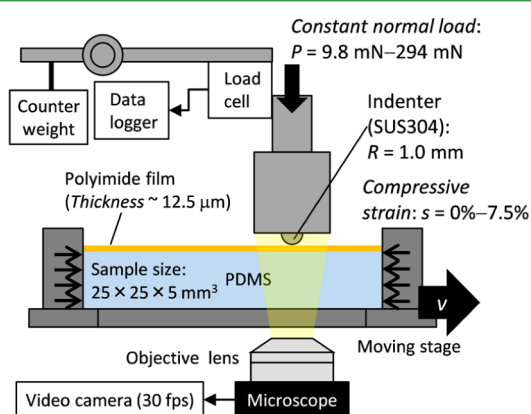 Constant normal load:
P = 9.8 mN–294 mN
Load
cell
Data
logger
Counter
weight
Indenter
(SUS304):
R = 1.0 mm
Polyimide film
(Thickness ~ 12.5 μm)
Compressive
strain: s = 0%–7.5%
Sample size:
25 × 25 × 5 mm³
PDMS
v
Moving stage
Objective lens
Video camera (30 fps)
Microscope